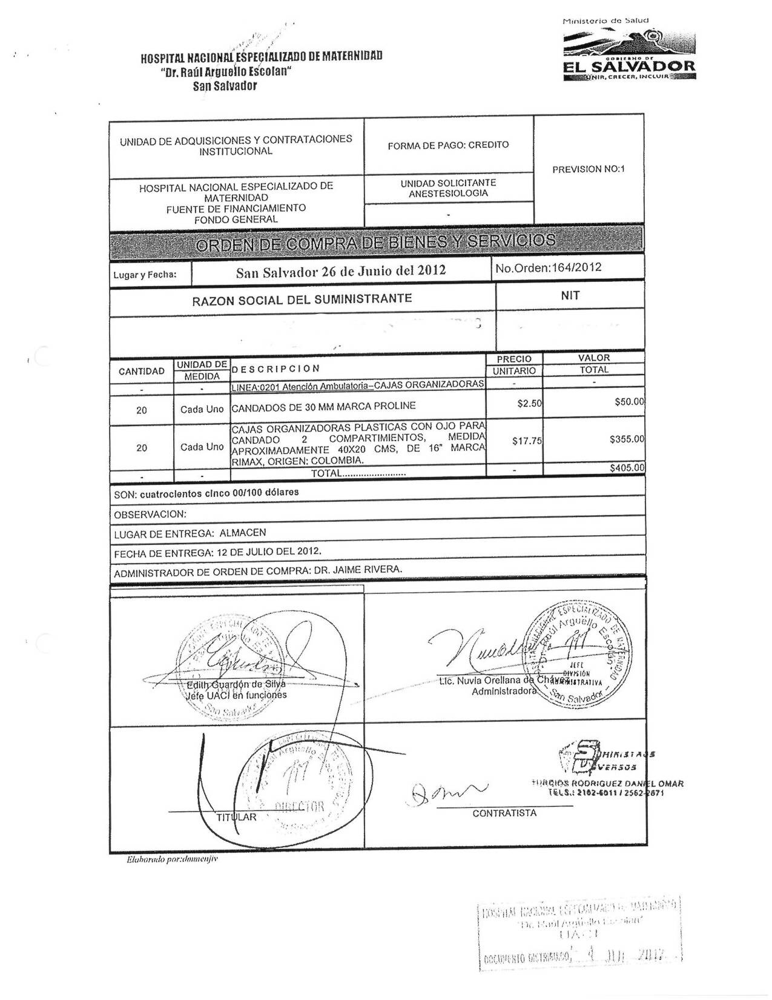 Ministerio de Salud
GOBIERNO DE
EL SALVADOR
UNIR, CRECER, INCLUIR
HOSPITAL NACIONAL ESPECIALIZADO DE MATERNIDAD
"Dr. Raúl Arguello Escolan"
San Salvador
UNIDAD DE ADQUISICIONES Y CONTRATACIONES
INSTITUCIONAL
FORMA DE PAGO: CREDITO
PREVISION NO:1
HOSPITAL NACIONAL ESPECIALIZADO DE
MATERNIDAD
FUENTE DE FINANCIAMIENTO
FONDO GENERAL
UNIDAD SOLICITANTE
ANESTESIOLOGIA
-
ORDEN DE COMPRA DE BIENES Y SERVICIOS
Lugar y Fecha: San Salvador 26 de Junio del 2012 No.Orden:164/2012
RAZON SOCIAL DEL SUMINISTRANTE NIT
CANTIDAD UNIDAD DE MEDIDA DESCRIPCION PRECIO UNITARIO VALOR TOTAL
- - LINEA:0201 Atención Ambulatoria–CAJAS ORGANIZADORAS - -
20 Cada Uno CANDADOS DE 30 MM MARCA PROLINE $2.50 $50.00
CAJAS ORGANIZADORAS PLASTICAS CON OJO PARA
CANDADO 2 COMPARTIMIENTOS, MEDIDA
20 Cada Uno APROXIMADAMENTE 40X20 CMS, DE 16" MARCA $17.75 $355.00
RIMAX, ORIGEN: COLOMBIA.
- - TOTAL........................ - $405.00
SON: cuatrocientos cinco 00/100 dólares
OBSERVACION:
LUGAR DE ENTREGA: ALMACEN
FECHA DE ENTREGA: 12 DE JULIO DEL 2012.
ADMINISTRADOR DE ORDEN DE COMPRA: DR. JAIME RIVERA.
Edith Guardón de Silva
Jefe UACI en funciones
San Salvador
HOSPITAL NACIONAL ESPECIALIZADO DE MATERNIDAD
Dr. Raúl Argüello Escolan
JEFE
DIVISIÓN
ADMINISTRATIVA
San Salvador
Lic. Nuvia Orellana de Cháv
Administradora
DIRECTOR
TITULAR
SUMINISTROS
DIVERSOS
TURCIOS RODRIGUEZ DANIEL OMAR
TELS.: 2102-6011 / 2562-2871
CONTRATISTA
Elaborado por:dommenjiv
HOSPITAL NACIONAL ESPECIALIZADO DE MATERNIDAD
"Dr. Raúl Argüello Escolan"
UACI
DOCUMENTO DISTRIBUIDO, 4 JUL 2012